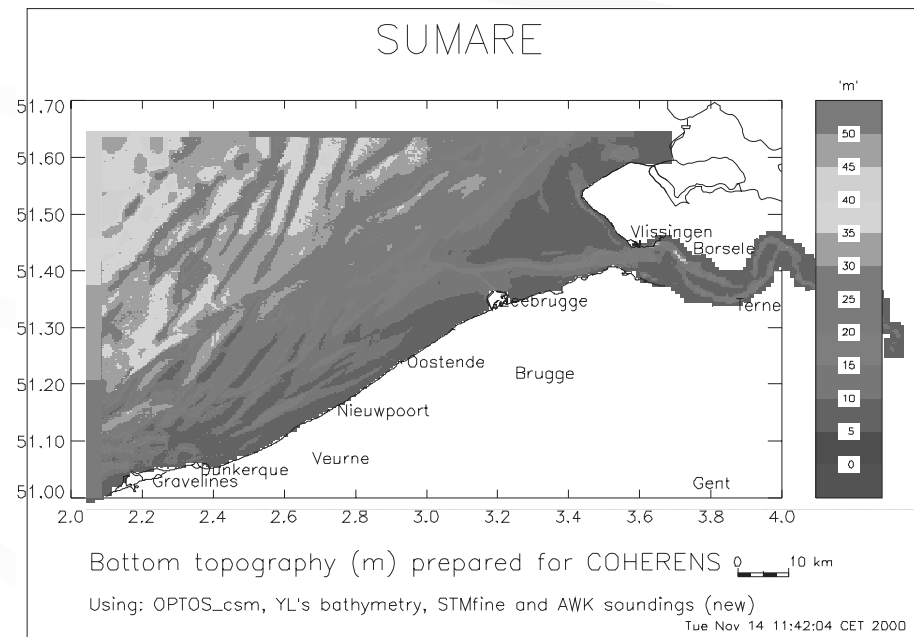 SUMARE
'm'
51.70
51.60
51.50
51.40
51.30
51.20
51.10
51.00
50
45
40
35
30
25
20
15
10
5
0
Vlissingen
Borsele
Zeebrugge
Terne
Oostende
Brugge
Nieuwpoort
Veurne
Dunkerque
Gravelines
Gent
2.0 2.2 2.4 2.6 2.8 3.0 3.2 3.4 3.6 3.8 4.0
Bottom topography (m) prepared for COHERENS 0 10 km
Using: OPTOS_csm, YL's bathymetry, STMfine and AWK soundings (new)
Tue Nov 14 11:42:04 CET 2000